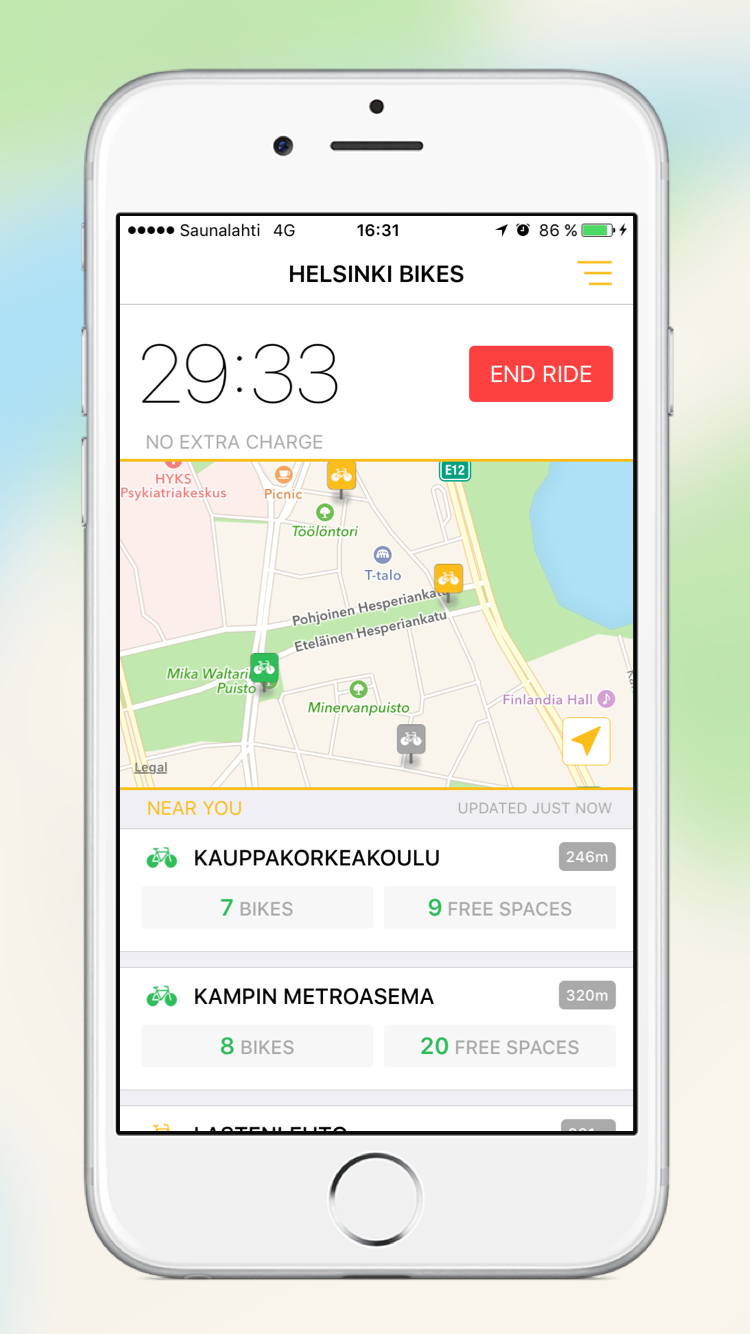 Saunalahti 4G 16:31 86 %
HELSINKI BIKES
29:33
END RIDE
NO EXTRA CHARGE
HYKS
Psykiatriakeskus
Picnic
E12
Töölöntori
T-talo
Pohjoinen Hesperiankatu
Eteläinen Hesperiankatu
Mika Waltari
Puisto
Minervanpuisto
Finlandia Hall
Legal
NEAR YOU UPDATED JUST NOW
KAUPPAKORKEAKOULU 246m
7 BIKES 9 FREE SPACES
KAMPIN METROASEMA 320m
8 BIKES 20 FREE SPACES
LASTENLEHTO